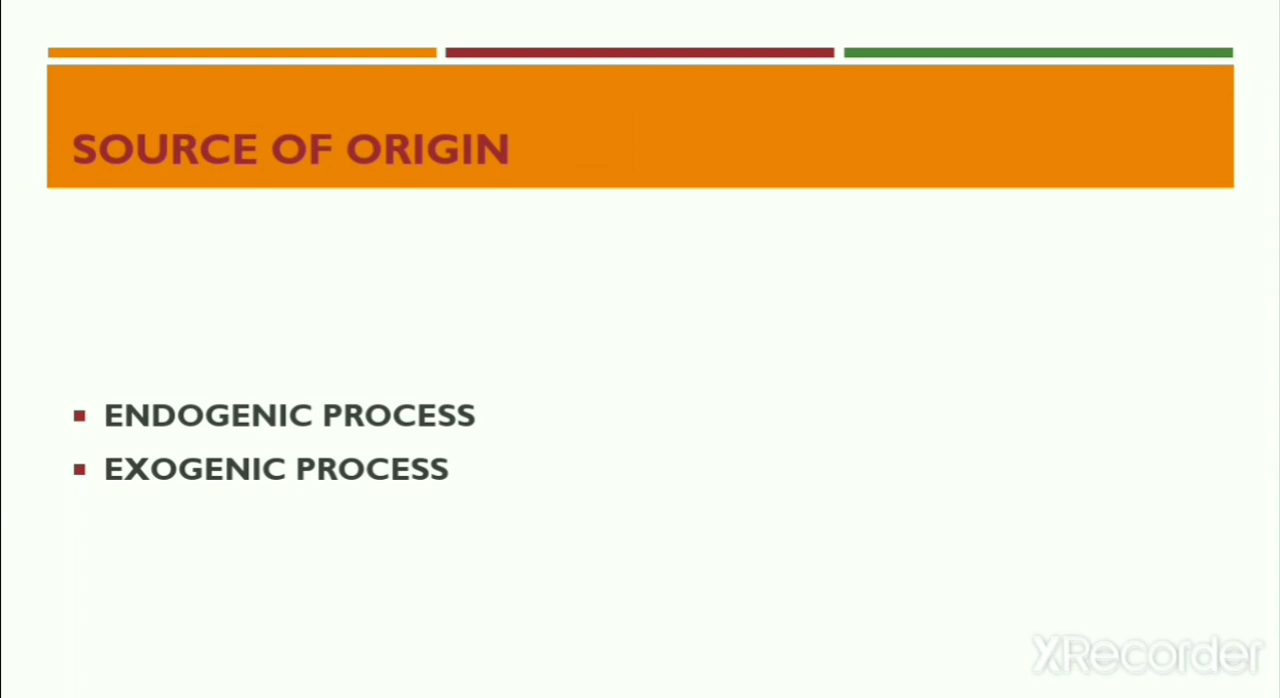 SOURCE OF ORIGIN
ENDOGENIC PROCESS
EXOGENIC PROCESS
XRecorder